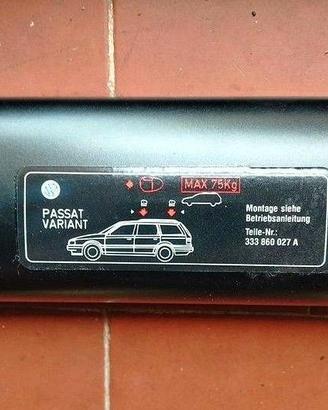 MAX 75Kg
PASSAT
VARIANT
Montage siehe
Betriebsanleitung
Teile-Nr.:
333 860 027 A